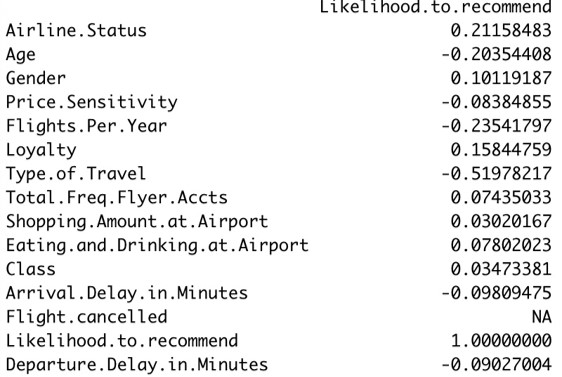 Likelihood.to.recommend
Airline.Status 0.21158483
Age -0.20354408
Gender 0.10119187
Price.Sensitivity -0.08384855
Flights.Per.Year -0.23541797
Loyalty 0.15844759
Type.of.Travel -0.51978217
Total.Freq.Flyer.Accts 0.07435033
Shopping.Amount.at.Airport 0.03020167
Eating.and.Drinking.at.Airport 0.07802023
Class 0.03473381
Arrival.Delay.in.Minutes -0.09809475
Flight.cancelled NA
Likelihood.to.recommend 1.00000000
Departure.Delay.in.Minutes -0.09027004